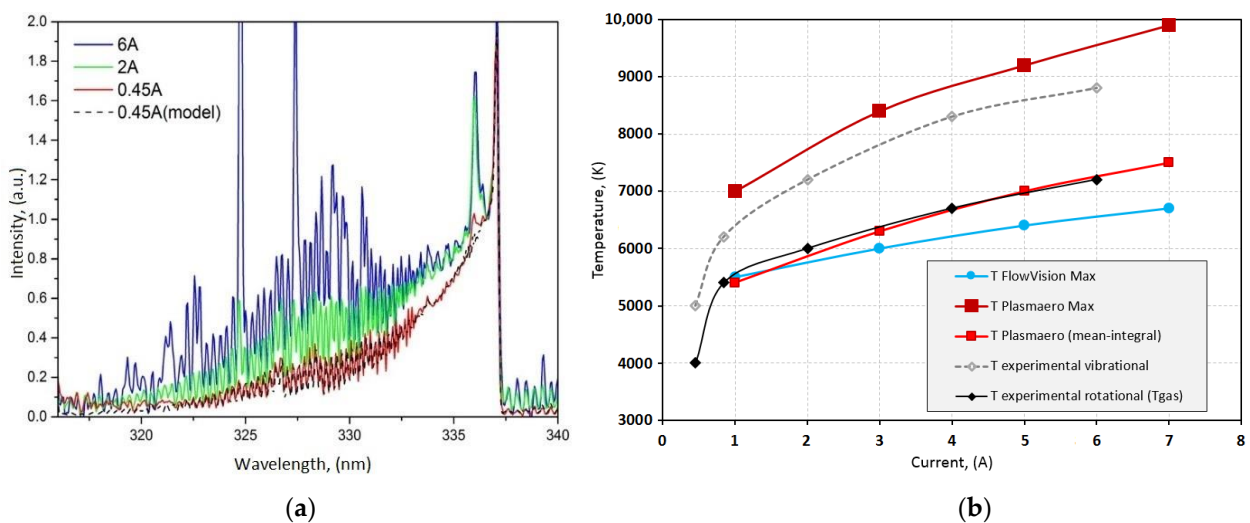 2.0
1.8
1.6
1.4
1.2
1.0
0.8
0.6
0.4
0.2
0.0
Intensity, (a.u.)
6A
2A
0.45A
0.45A(model)
320 325 330 335 340
Wavelength, (nm)
(a)
10,000
9000
8000
7000
6000
5000
4000
3000
Temperature, (K)
T FlowVision Max
T Plasmaero Max
T Plasmaero (mean-integral)
T experimental vibrational
T experimental rotational (Tgas)
0 1 2 3 4 5 6 7 8
Current, (A)
(b)